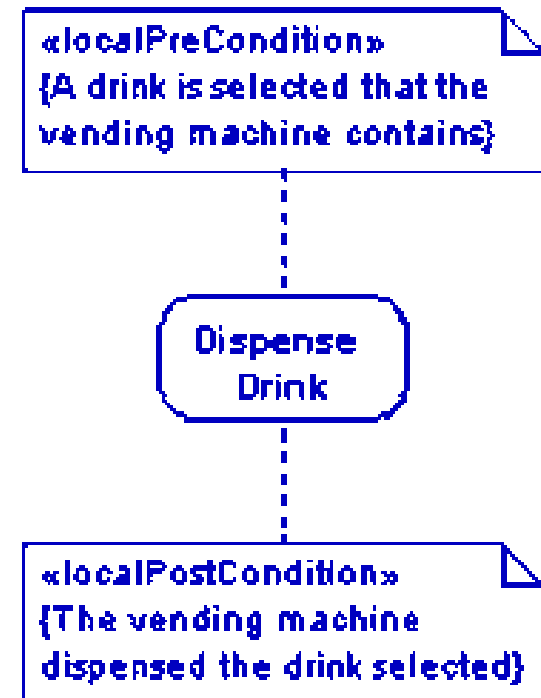 «localPreCondition»
{A drink is selected that the
vending machine contains}
Dispense
Drink
«localPostCondition»
{The vending machine
dispensed the drink selected}